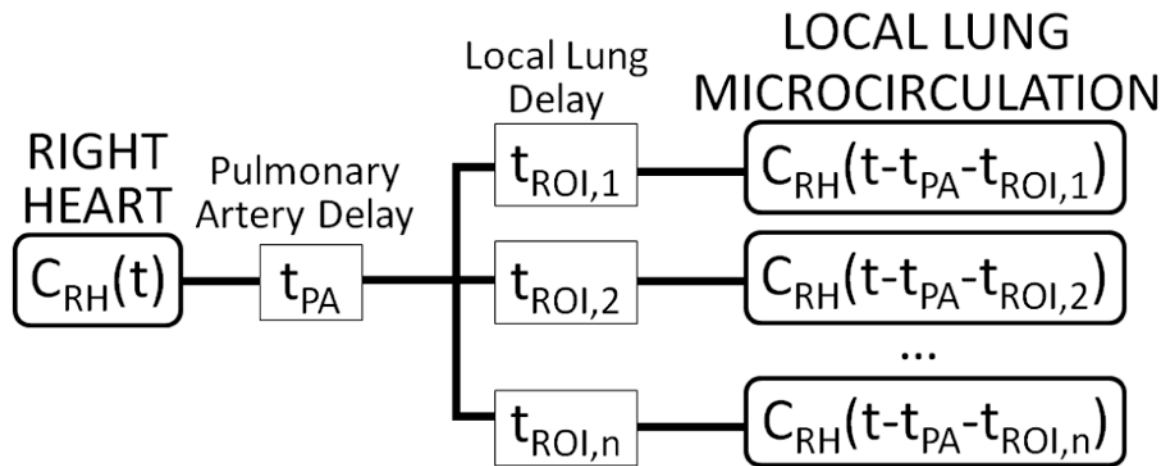 RIGHT
HEART
C_RH(t)
Pulmonary
Artery Delay
t_PA
Local Lung
Delay
t_ROI,1
t_ROI,2
t_ROI,n
LOCAL LUNG
MICROCIRCULATION
C_RH(t-t_PA-t_ROI,1)
C_RH(t-t_PA-t_ROI,2)
...
C_RH(t-t_PA-t_ROI,n)